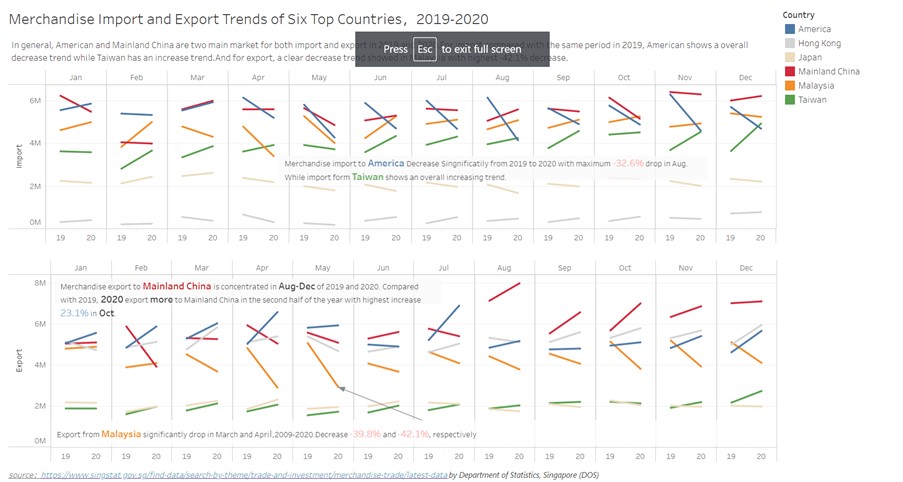 Merchandise Import and Export Trends of Six Top Countries, 2019-2020
In general, American and Mainland China are two main market for both import and export in the same period in 2019, American shows a overall
decrease trend while Taiwan has an increase trend.And for export, a clear decrease trend showed in with highest -42.1% decrease.
Press Esc to exit full screen
Country
America
Hong Kong
Japan
Mainland China
Malaysia
Taiwan
Jan Feb Mar Apr May Jun Jul Aug Sep Oct Nov Dec
Import
6M
4M
2M
0M
Merchandise import to America Decrease Singnificatily from 2019 to 2020 with maximum -32.6% drop in Aug.
While import form Taiwan shows an overall increasing trend.
19 20 19 20 19 20 19 20 19 20 19 20 19 20 19 20 19 20 19 20 19 20 19 20
Jan Feb Mar Apr May Jun Jul Aug Sep Oct Nov Dec
Export
8M
6M
4M
2M
0M
Merchandise export to Mainland China is concentrated in Aug-Dec of 2019 and 2020. Compared
with 2019, 2020 export more to Mainland China in the second half of the year with highest increase
23.1% in Oct.
Export from Malaysia significantly drop in March and April,2009-2020.Decrease -39.8% and -42.1%, respectively
19 20 19 20 19 20 19 20 19 20 19 20 19 20 19 20 19 20 19 20 19 20 19 20
source: https://www.singstat.gov.sg/find-data/search-by-theme/trade-and-investment/merchandise-trade/latest-data by Department of Statistics, Singapore (DOS)